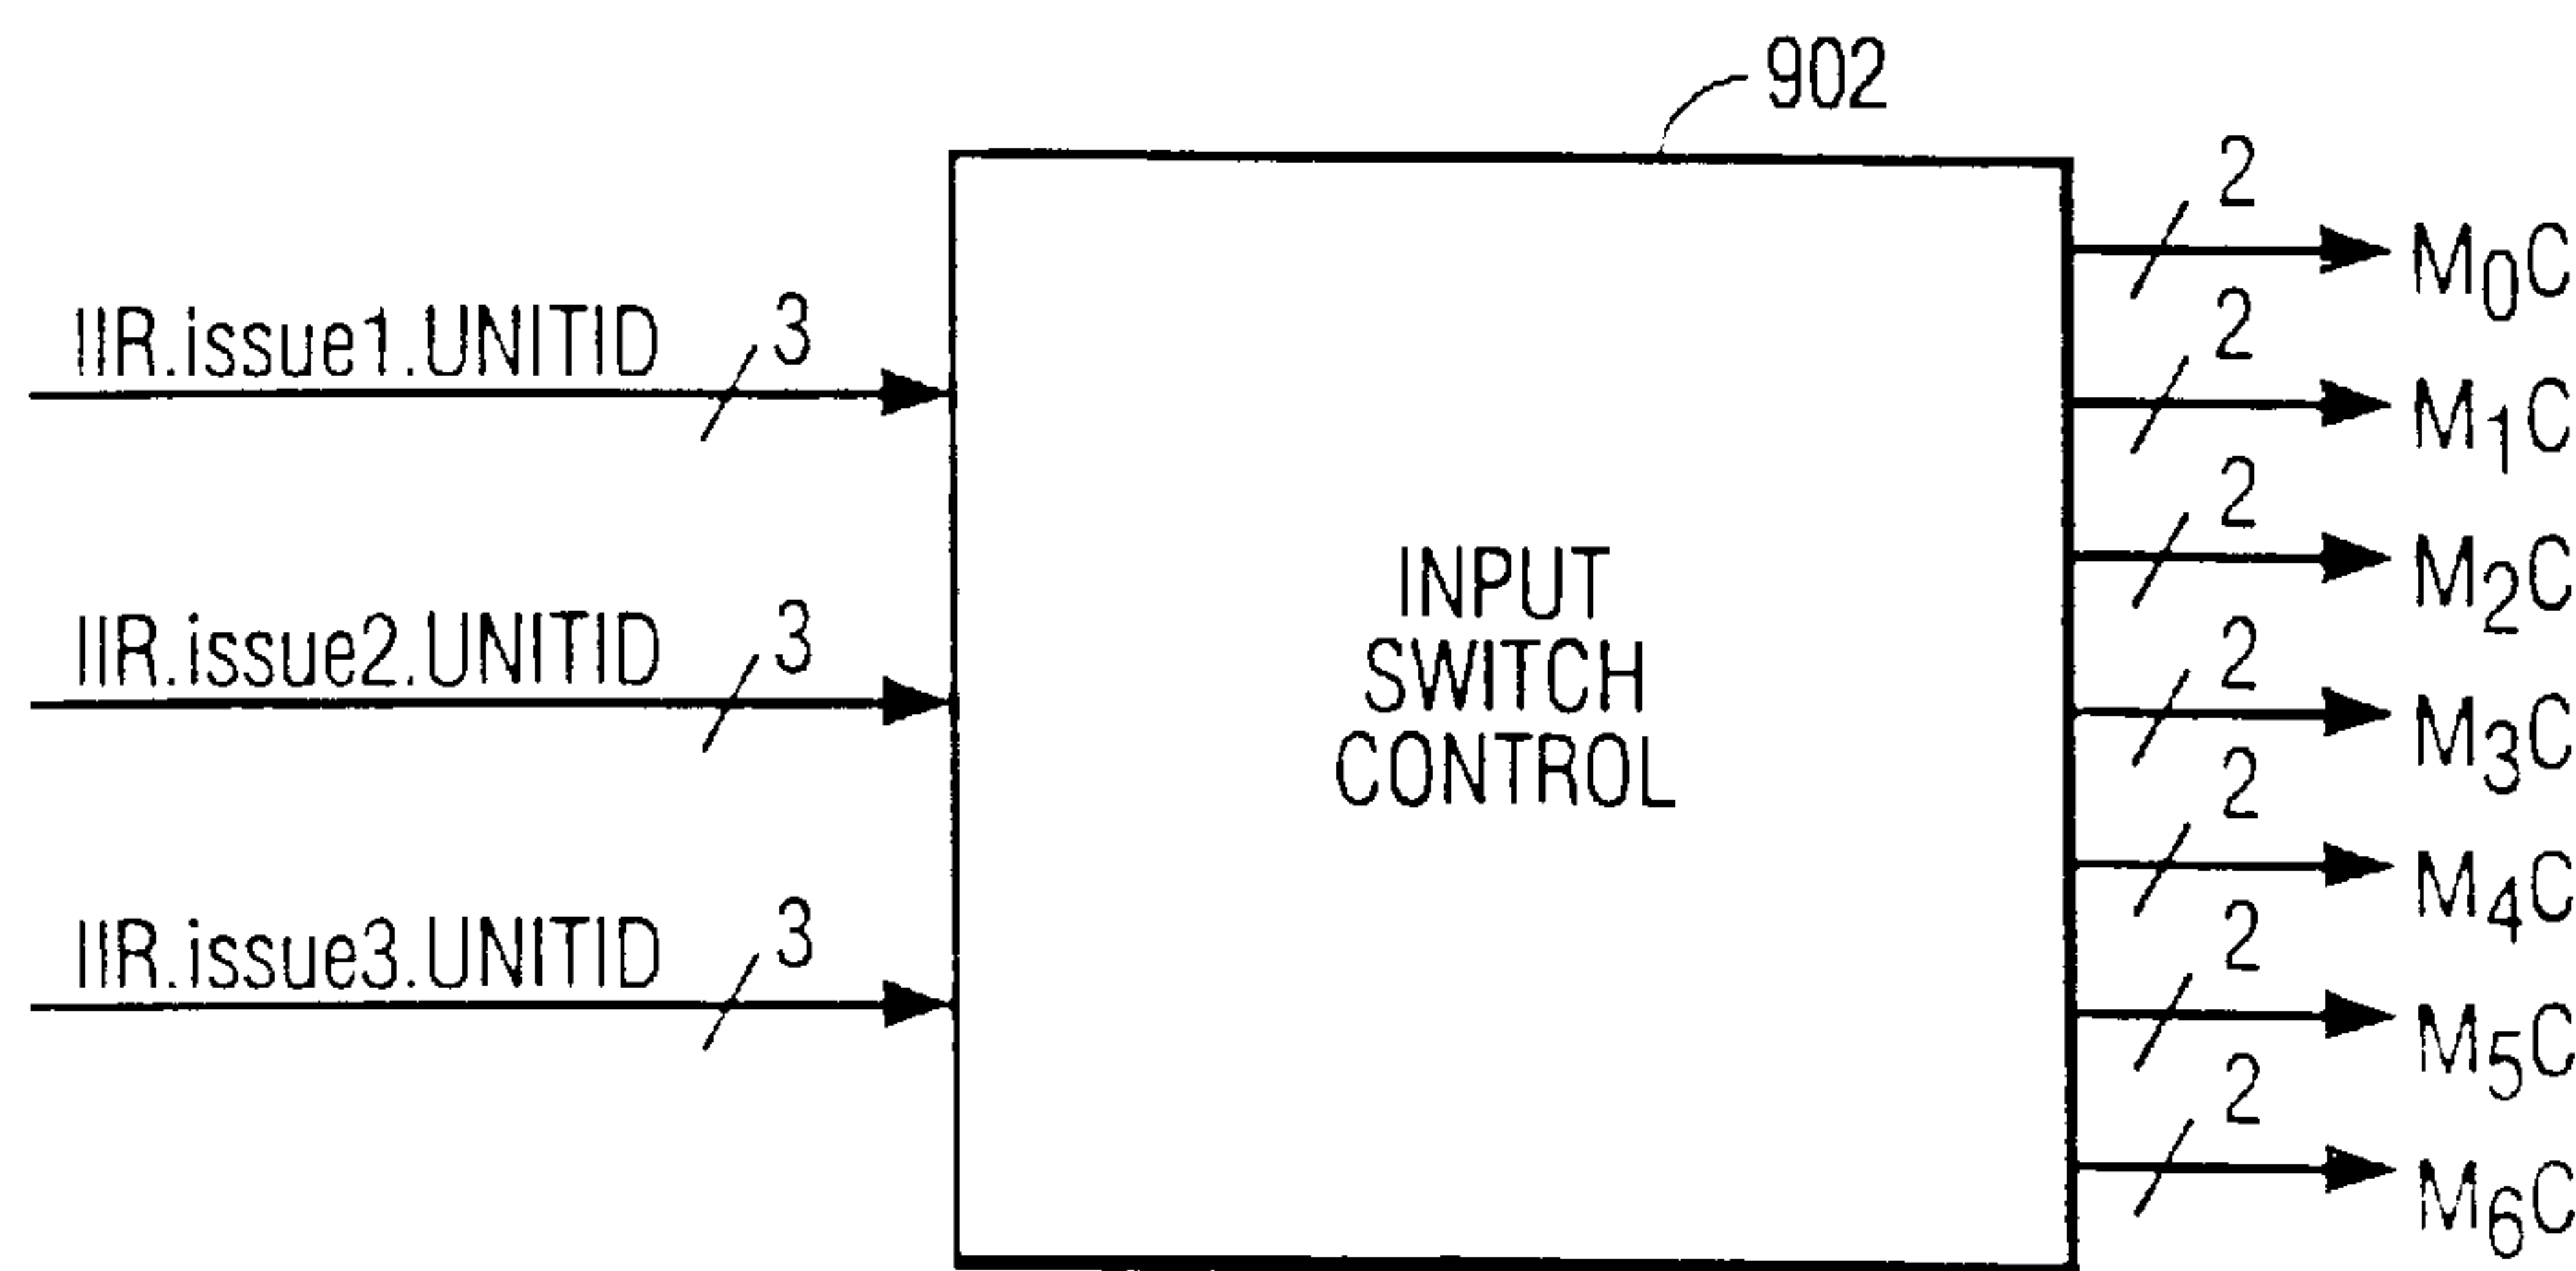 902
IIR.issue1.UNITID
3
IIR.issue2.UNITID
3
IIR.issue3.UNITID
3
INPUT
SWITCH
CONTROL
2
M0C
2
M1C
2
M2C
2
M3C
2
M4C
2
M5C
2
M6C